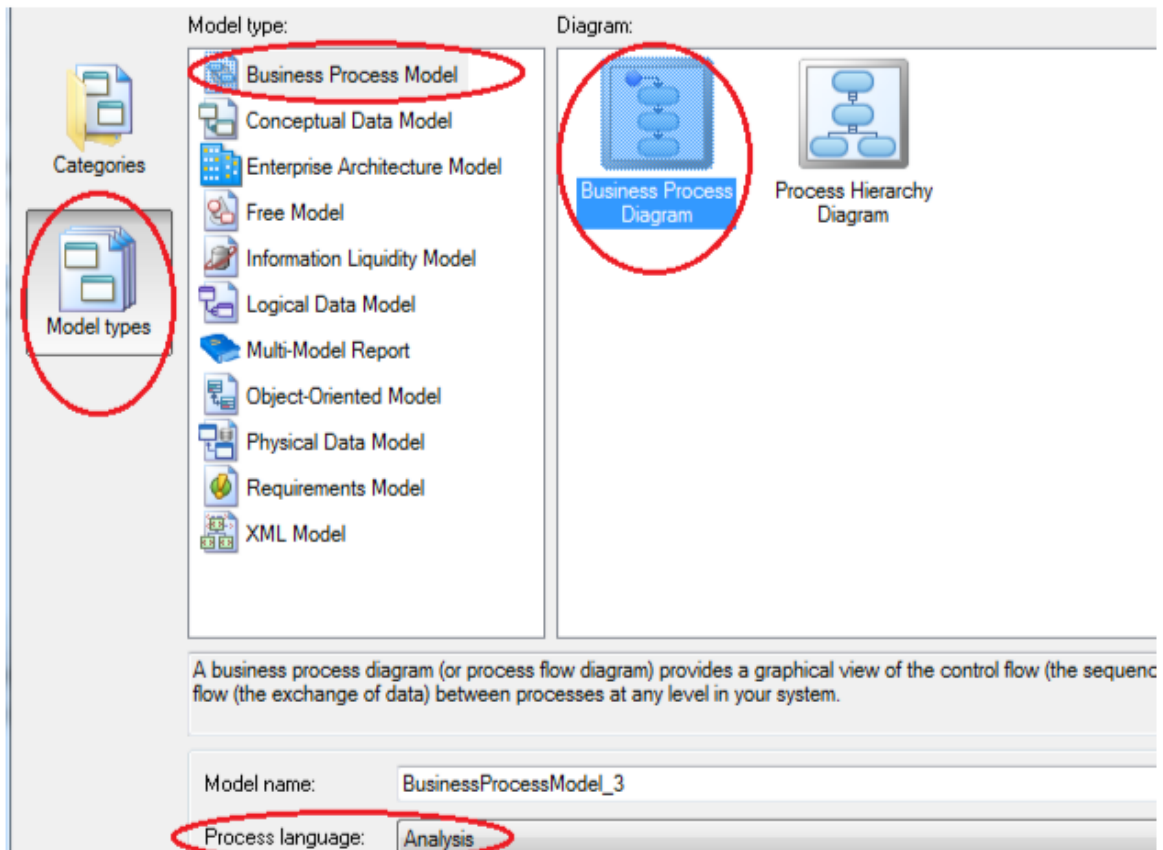 Model type:
Diagram:
Categories
Model types
Business Process Model
Conceptual Data Model
Enterprise Architecture Model
Free Model
Information Liquidity Model
Logical Data Model
Multi-Model Report
Object-Oriented Model
Physical Data Model
Requirements Model
XML Model
Business Process
Diagram
Process Hierarchy
Diagram
A business process diagram (or process flow diagram) provides a graphical view of the control flow (the sequenc
flow (the exchange of data) between processes at any level in your system.
Model name:
BusinessProcessModel_3
Process language:
Analysis